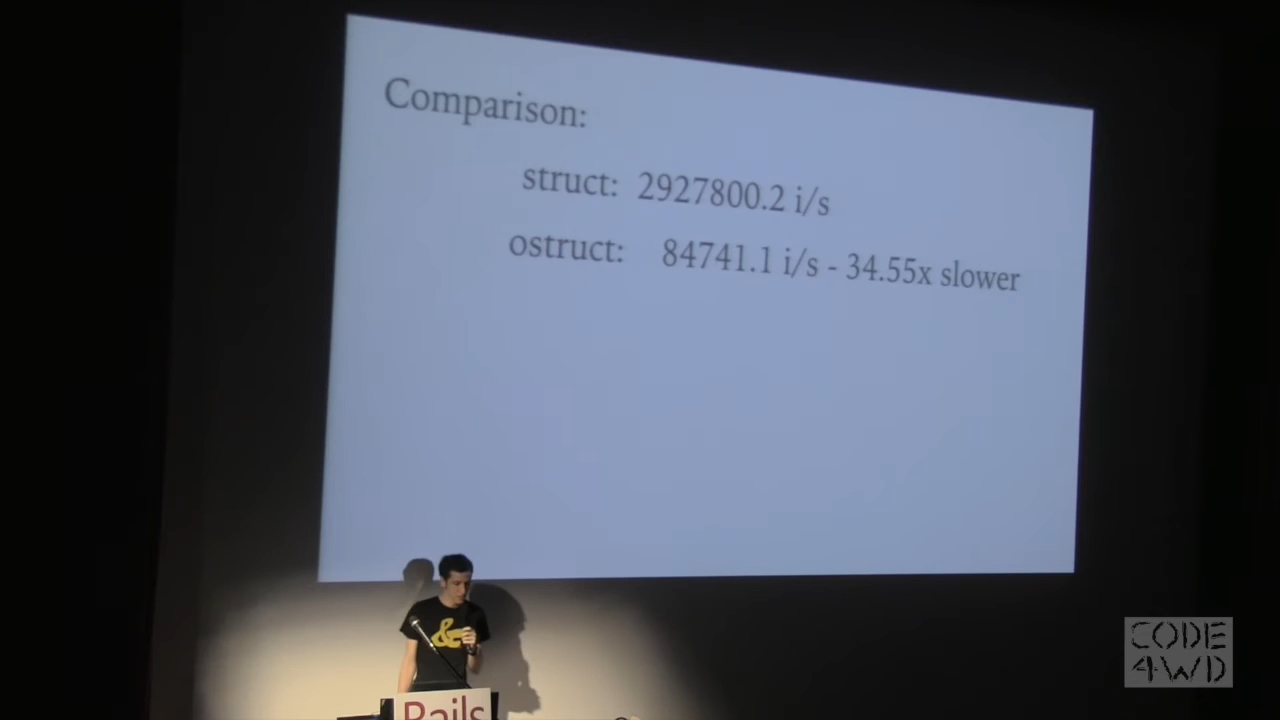 Comparison:
struct: 2927800.2 i/s
ostruct: 84741.1 i/s - 34.55x slower
&
Rails
CODE
4WD